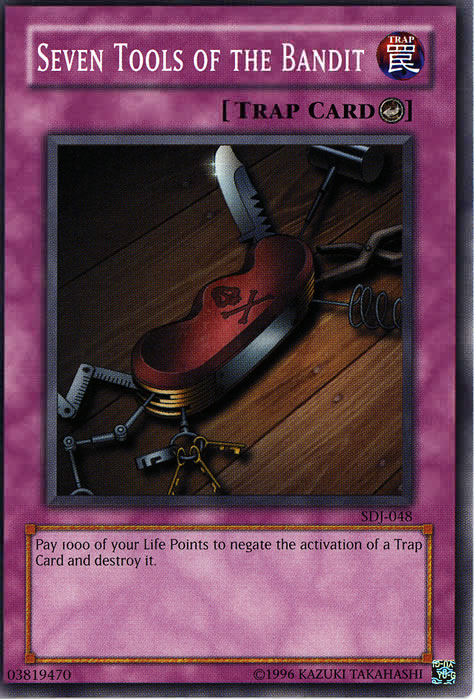 SEVEN TOOLS OF THE BANDIT
TRAP
罠
[TRAP CARD]
SDJ-048
Pay 1000 of your Life Points to negate the activation of a Trap
Card and destroy it.
03819470
©1996 KAZUKI TAKAHASHI